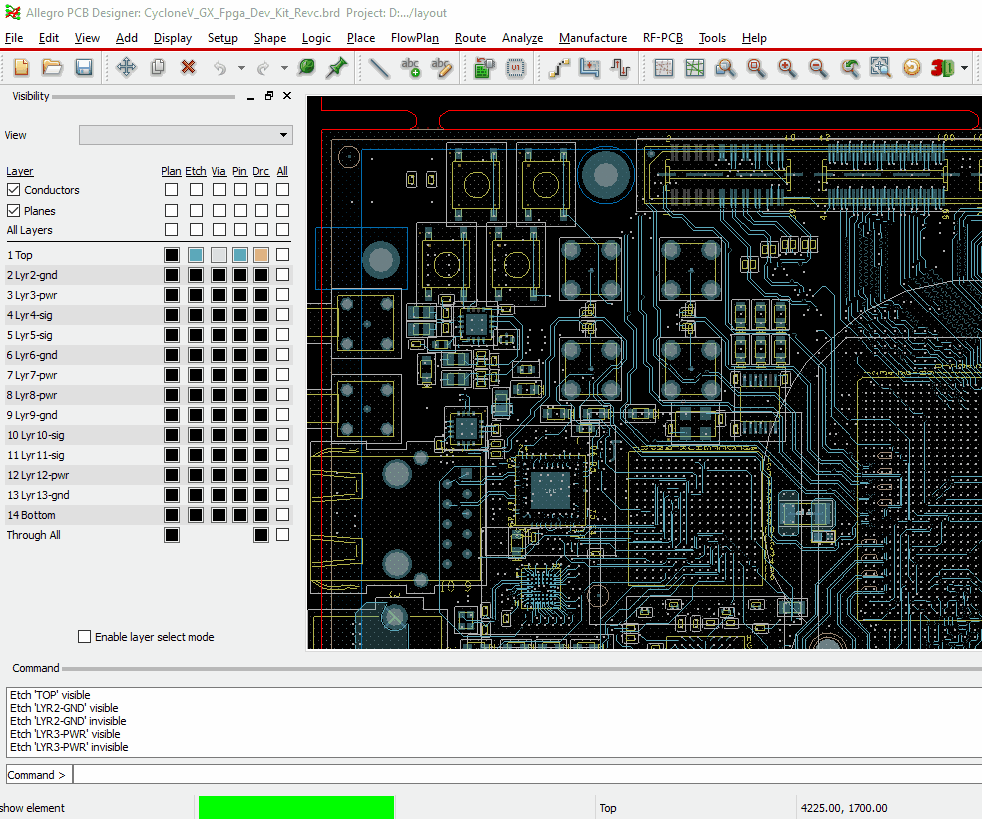 Allegro PCB Designer: CycloneV_GX_Fpga_Dev_Kit_Revc.brd Project: D:.../layout
File Edit View Add Display Setup Shape Logic Place FlowPlan Route Analyze Manufacture RF-PCB Tools Help
abc abc U1 3D
Visibility
View
Layer Plan Etch Via Pin Drc All
Conductors
Planes
All Layers
1 Top
2 Lyr2-gnd
3 Lyr3-pwr
4 Lyr4-sig
5 Lyr5-sig
6 Lyr6-gnd
7 Lyr7-pwr
8 Lyr8-pwr
9 Lyr9-gnd
10 Lyr10-sig
11 Lyr11-sig
12 Lyr12-pwr
13 Lyr13-gnd
14 Bottom
Through All
Enable layer select mode
Command
Etch 'TOP' visible
Etch 'LYR2-GND' visible
Etch 'LYR2-GND' invisible
Etch 'LYR3-PWR' visible
Etch 'LYR3-PWR' invisible
Command >
show element Top 4225.00, 1700.00